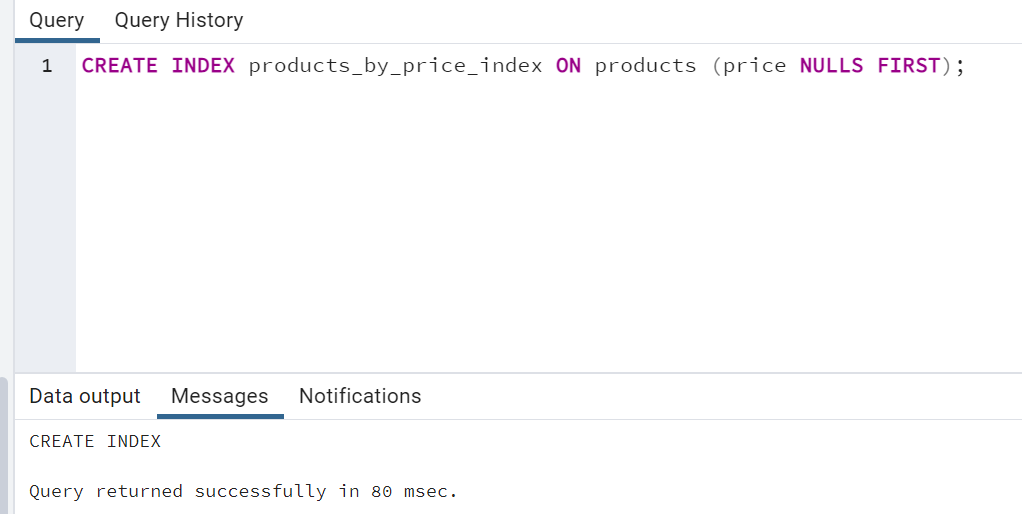 Query Query History
1 CREATE INDEX products_by_price_index ON products (price NULLS FIRST);
Data output Messages Notifications
CREATE INDEX
Query returned successfully in 80 msec.